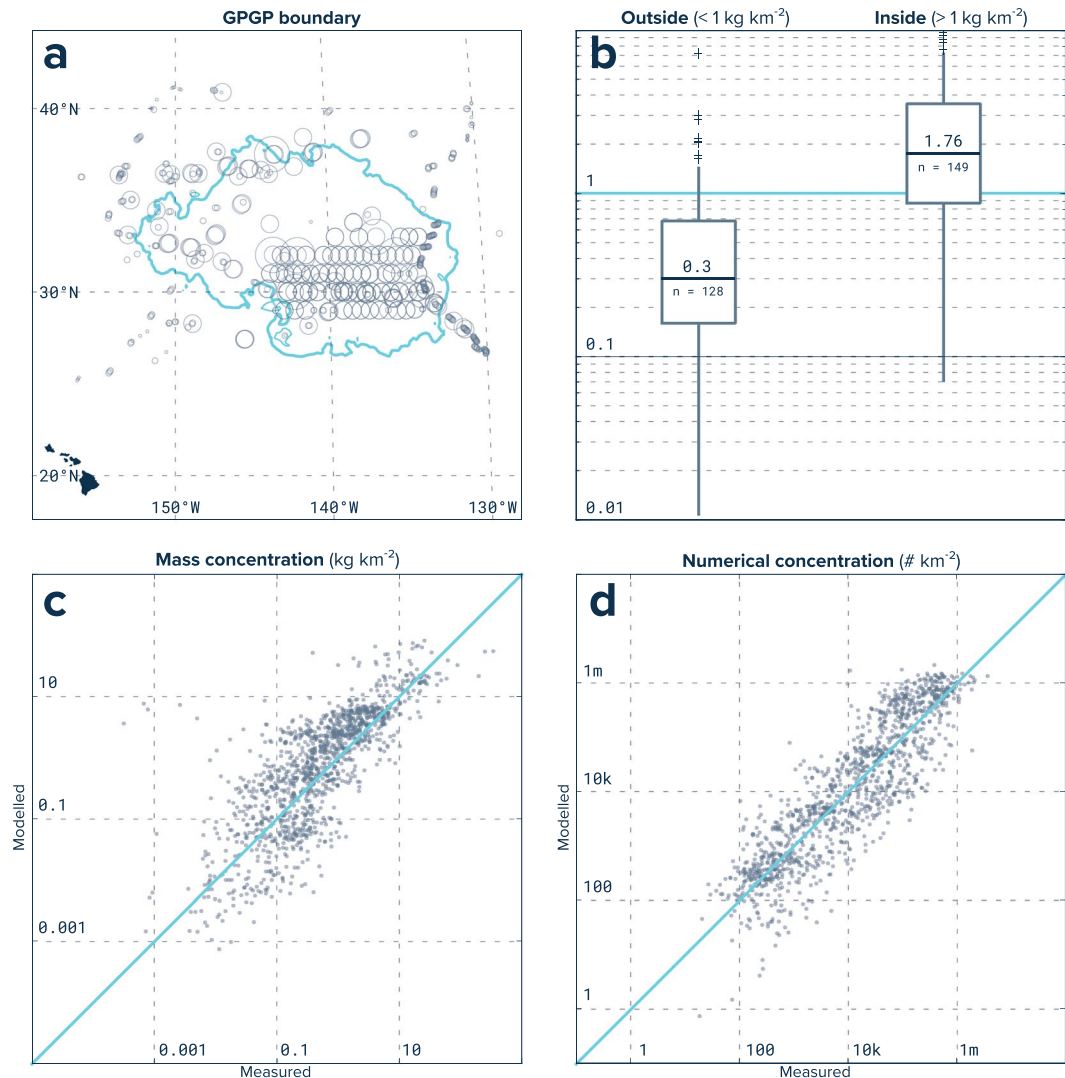 GPGP boundary
a
40°N
30°N
20°N
150°W 140°W 130°W
Outside (< 1 kg km⁻²) Inside (> 1 kg km⁻²)
b
1.76
n = 149
1
0.3
n = 128
0.1
0.01
Mass concentration (kg km⁻²)
c
10
0.1
0.001
Modelled
0.001 0.1 10
Measured
Numerical concentration (# km⁻²)
d
1m
10k
100
1
Modelled
1 100 10k 1m
Measured